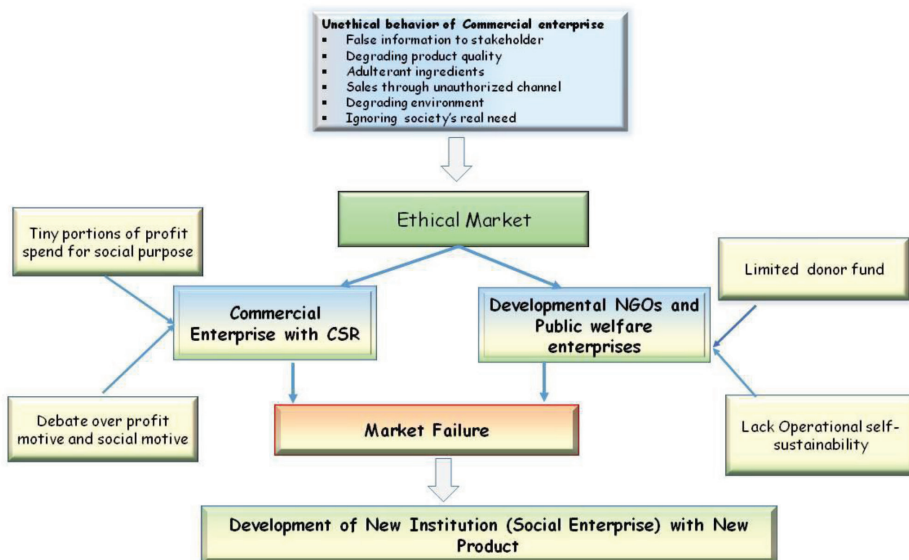 Unethical behavior of Commercial enterprise
▪ False information to stakeholder
▪ Degrading product quality
▪ Adulterant ingredients
▪ Sales through unauthorized channel
▪ Degrading environment
▪ Ignoring society's real need
Ethical Market
Tiny portions of profit
spend for social purpose
Limited donor fund
Commercial
Enterprise with CSR
Developmental NGOs and
Public welfare
enterprises
Debate over profit
motive and social motive
Market Failure
Lack Operational self-
sustainability
Development of New Institution (Social Enterprise) with New
Product